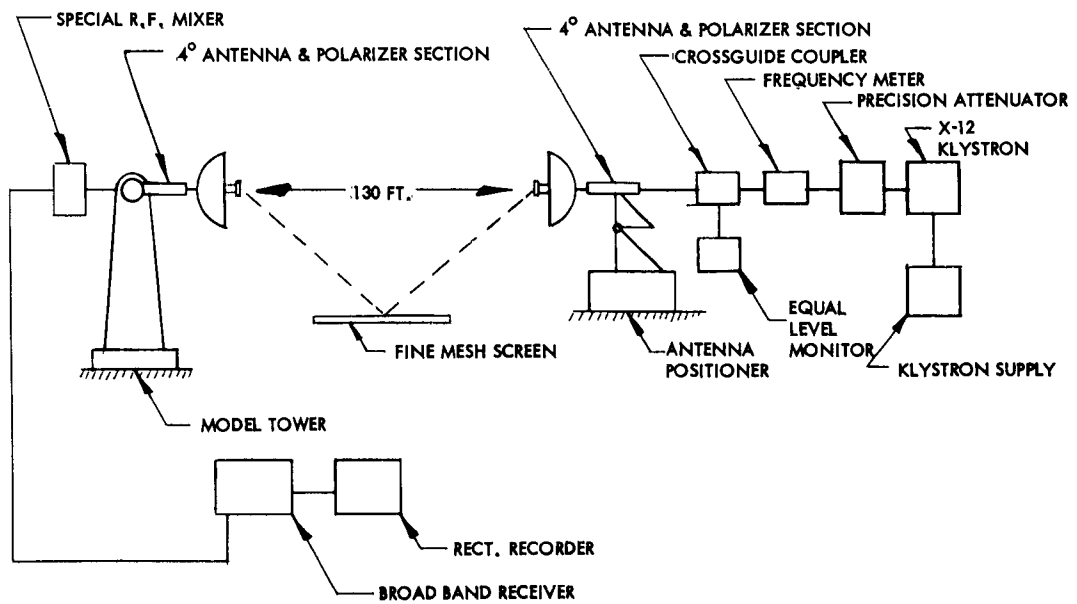 SPECIAL R.F. MIXER
4° ANTENNA & POLARIZER SECTION
4° ANTENNA & POLARIZER SECTION
CROSSGUIDE COUPLER
FREQUENCY METER
PRECISION ATTENUATOR
X-12
KLYSTRON
130 FT.
FINE MESH SCREEN
ANTENNA
POSITIONER
EQUAL
LEVEL
MONITOR
KLYSTRON SUPPLY
MODEL TOWER
RECT. RECORDER
BROAD BAND RECEIVER